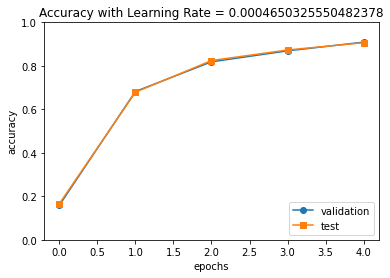 Accuracy with Learning Rate = 0.0004650325550482378
1.0
0.8
0.6
0.4
0.2
0.0
accuracy
0.0 0.5 1.0 1.5 2.0 2.5 3.0 3.5 4.0
epochs
validation
test